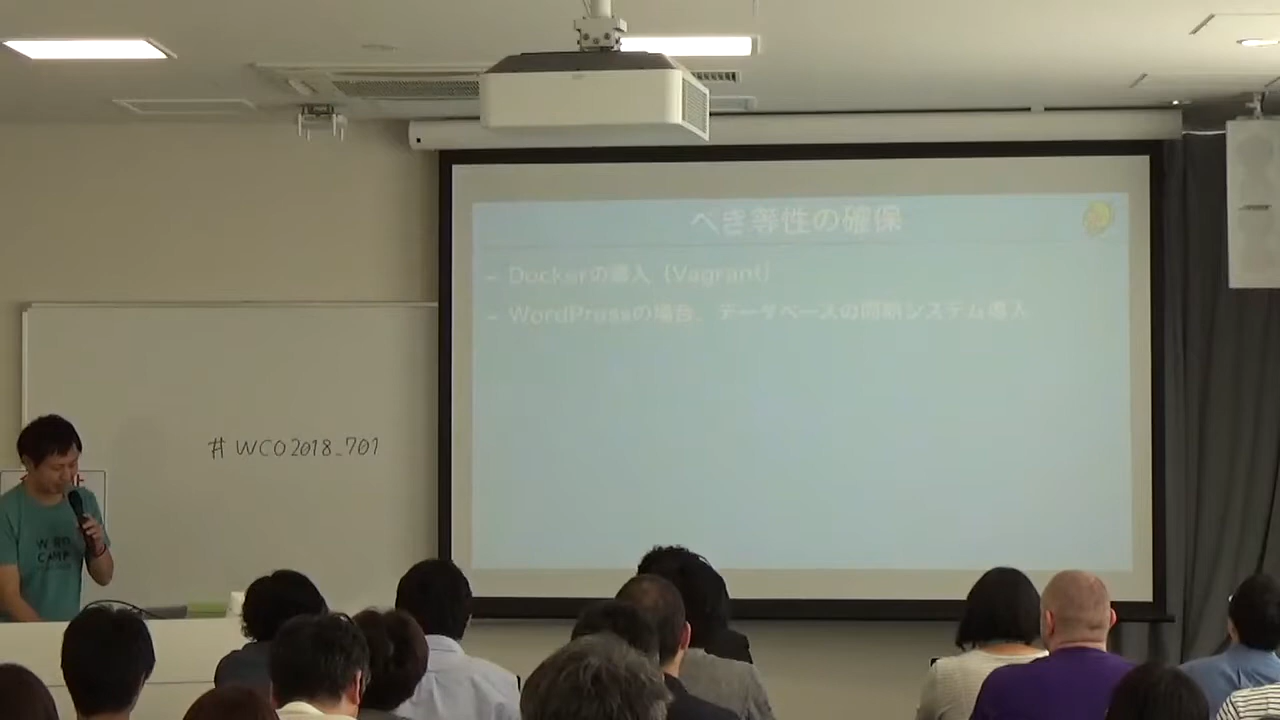 べき等性の確保
- Dockerの導入（Vagrant）
- WordPressの場合、データベースの同期システム導入
#WCO2018_701
WORD
CAMP